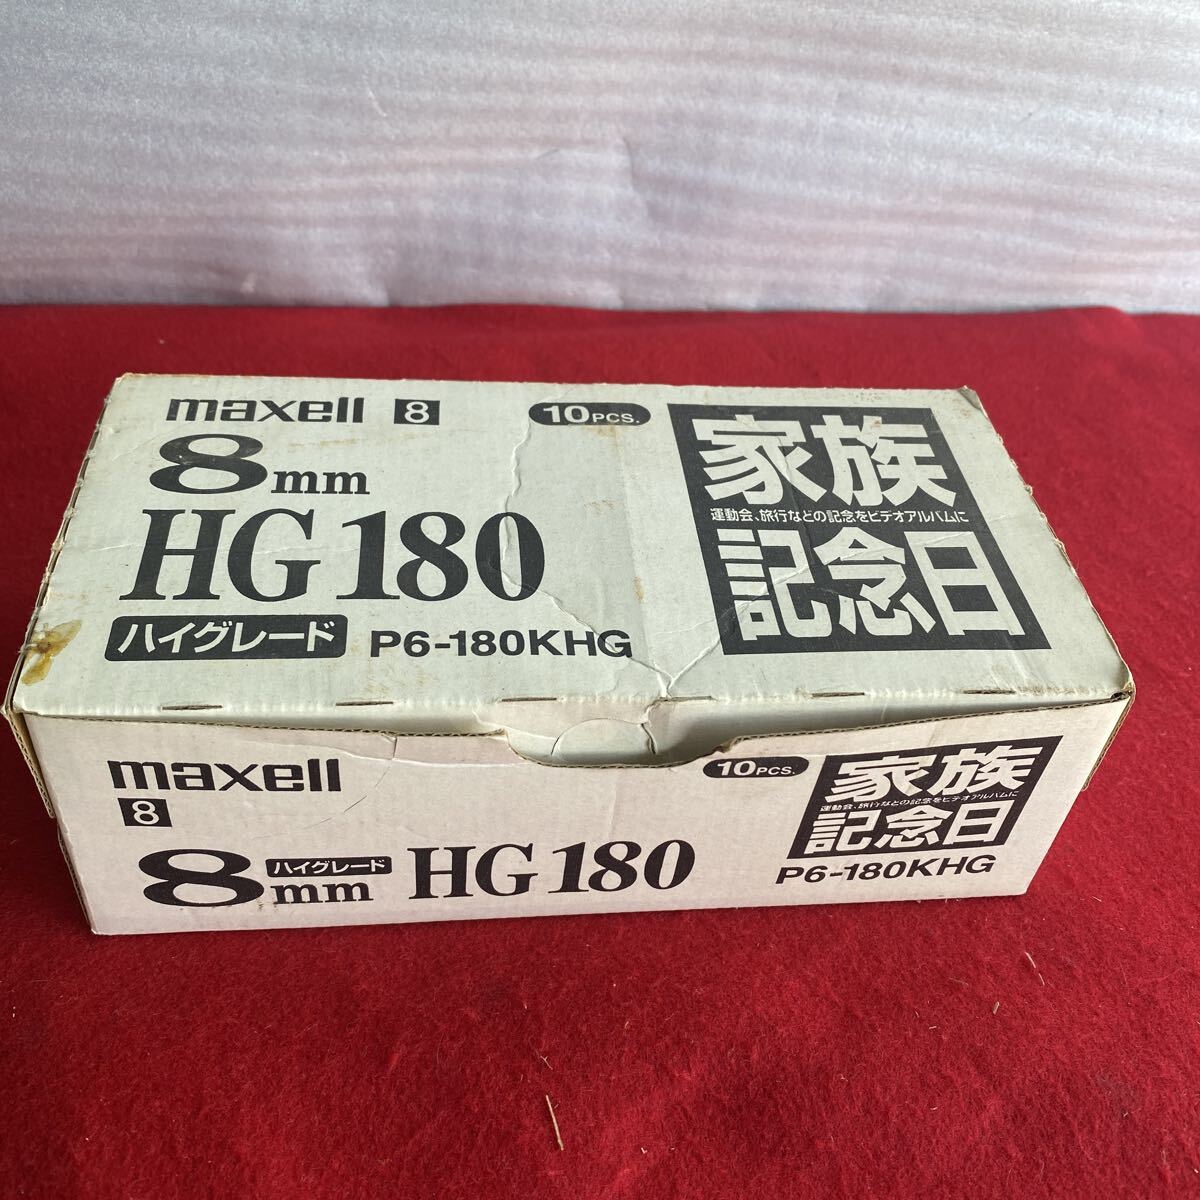 maxell 8
10PCS.
8mm
HG180
ハイグレード P6-180KHG
家族
運動会、旅行などの記念をビデオアルバムに
記念日
maxell
8
8mm
ハイグレード
HG180
10PCS.
家族
運動会、旅行などの記念をビデオアルバムに
記念日
P6-180KHG